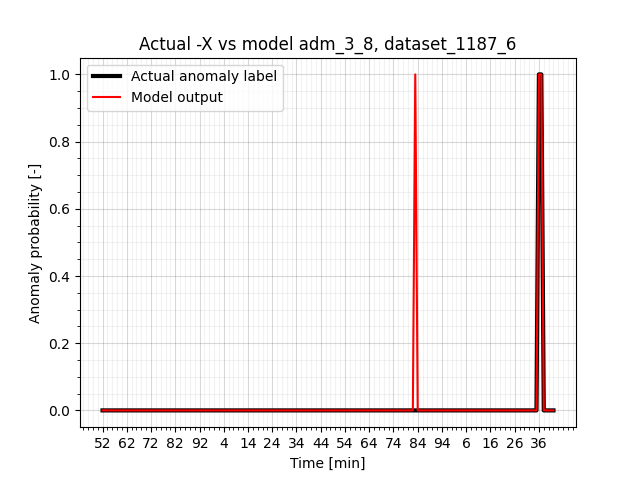 Actual -X vs model adm_3_8, dataset_1187_6
Actual anomaly label
Model output
Anomaly probability [-]
1.0
0.8
0.6
0.4
0.2
0.0
52 62 72 82 92 4 14 24 34 44 54 64 74 84 94 6 16 26 36
Time [min]